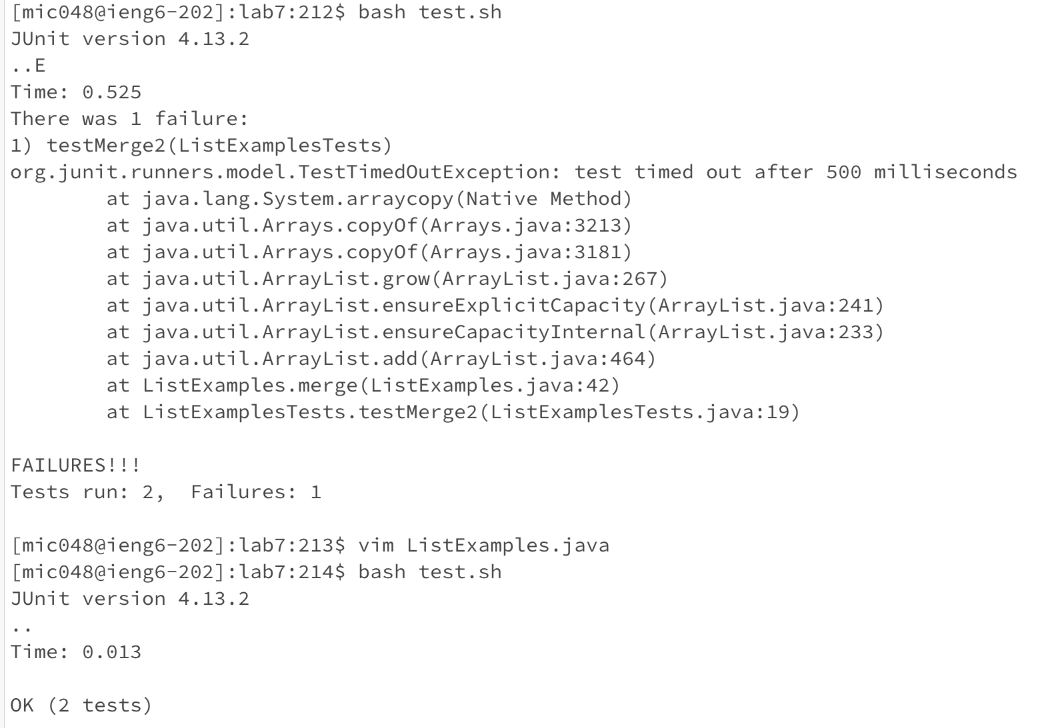 [mic048@ieng6-202]:lab7:212$ bash test.sh
JUnit version 4.13.2
..E
Time: 0.525
There was 1 failure:
1) testMerge2(ListExamplesTests)
org.junit.runners.model.TestTimedOutException: test timed out after 500 milliseconds
        at java.lang.System.arraycopy(Native Method)
        at java.util.Arrays.copyOf(Arrays.java:3213)
        at java.util.Arrays.copyOf(Arrays.java:3181)
        at java.util.ArrayList.grow(ArrayList.java:267)
        at java.util.ArrayList.ensureExplicitCapacity(ArrayList.java:241)
        at java.util.ArrayList.ensureCapacityInternal(ArrayList.java:233)
        at java.util.ArrayList.add(ArrayList.java:464)
        at ListExamples.merge(ListExamples.java:42)
        at ListExamplesTests.testMerge2(ListExamplesTests.java:19)

FAILURES!!!
Tests run: 2,  Failures: 1

[mic048@ieng6-202]:lab7:213$ vim ListExamples.java
[mic048@ieng6-202]:lab7:214$ bash test.sh
JUnit version 4.13.2
..
Time: 0.013

OK (2 tests)